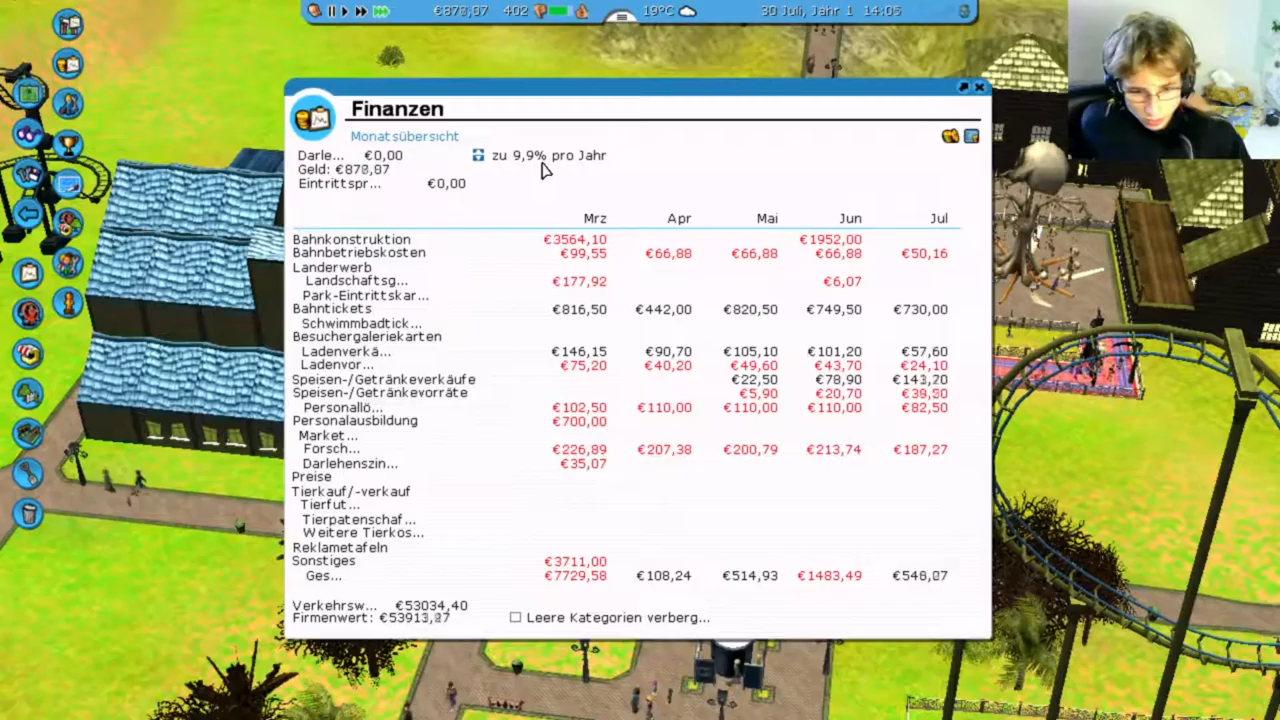 €873,87 402 19°C 30 Juli, Jahr 1 14:05
Finanzen
Monatsübersicht
Darle... €0,00 zu 9,9% pro Jahr
Geld: €873,87
Eintrittspr... €0,00
Mrz Apr Mai Jun Jul
Bahnkonstruktion €3564,10 €1952,00
Bahnbetriebskosten €99,55 €66,88 €66,88 €66,88 €50,16
Landerwerb
Landschaftsg... €177,92 €6,07
Park-Eintrittskar...
Bahntickets €816,50 €442,00 €820,50 €749,50 €730,00
Schwimmbadtick...
Besuchergaleriekarten
Ladenverkä... €146,15 €90,70 €105,10 €101,20 €57,60
Ladenvor... €75,20 €40,20 €49,60 €43,70 €24,10
Speisen-/Getränkeverkäufe €22,50 €78,90 €143,20
Speisen-/Getränkevorräte €5,90 €20,70
Personallö... €102,50 €110,00 €110,00 €110,00 €82,50
Personalausbildung €700,00
Market...
Forsch... €226,89 €207,38 €200,79 €213,74 €187,27
Darlehenszin... €35,07
Preise
Tierkauf/-verkauf
Tierfut...
Tierpatenschaf...
Weitere Tierkos...
Reklametafeln
Sonstiges €3711,00
Ges... €7729,58 €108,24 €514,93 €1483,49
Verkehrsw... €53034,40
Firmenwert:
Leere Kategorien verberg...